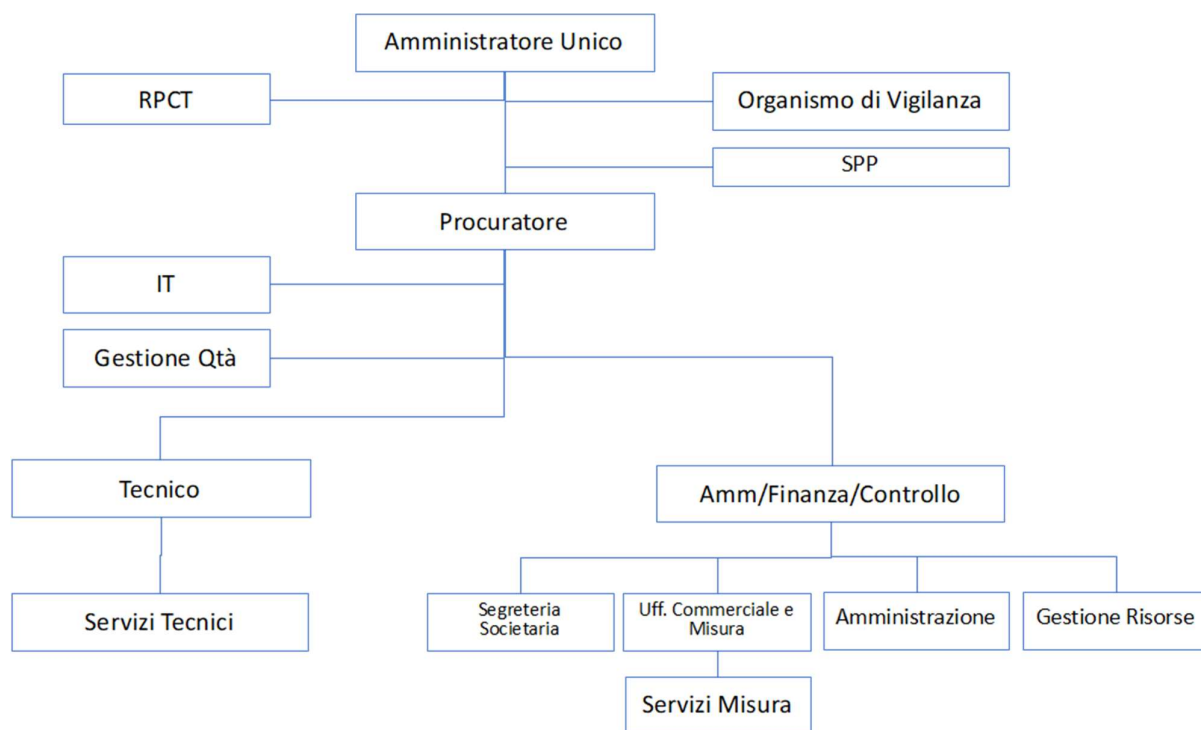 Amministratore Unico
RPCT
Organismo di Vigilanza
SPP
Procuratore
IT
Gestione Qtà
Tecnico
Amm/Finanza/Controllo
Servizi Tecnici
Segreteria
Societaria
Uff. Commerciale e
Misura
Amministrazione
Gestione Risorse
Servizi Misura